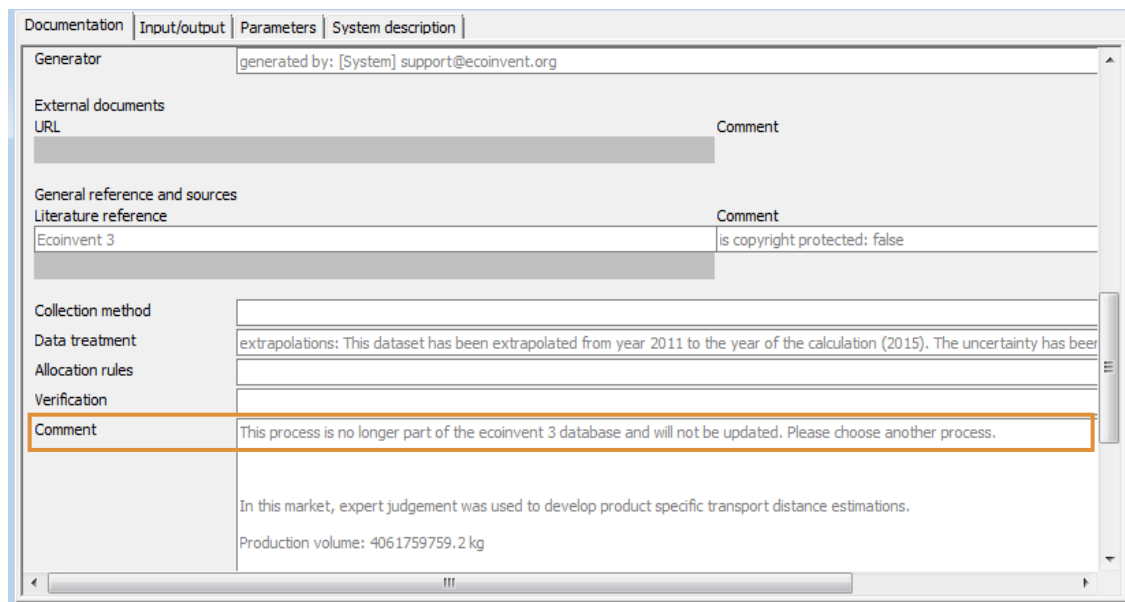 Documentation Input/output Parameters System description
Generator generated by: [System] support@ecoinvent.org
External documents
URL Comment
General reference and sources
Literature reference Comment
Ecoinvent 3 is copyright protected: false
Collection method
Data treatment extrapolations: This dataset has been extrapolated from year 2011 to the year of the calculation (2015). The uncertainty has been
Allocation rules
Verification
Comment This process is no longer part of the ecoinvent 3 database and will not be updated. Please choose another process.
In this market, expert judgement was used to develop product specific transport distance estimations.
Production volume: 4061759759.2 kg